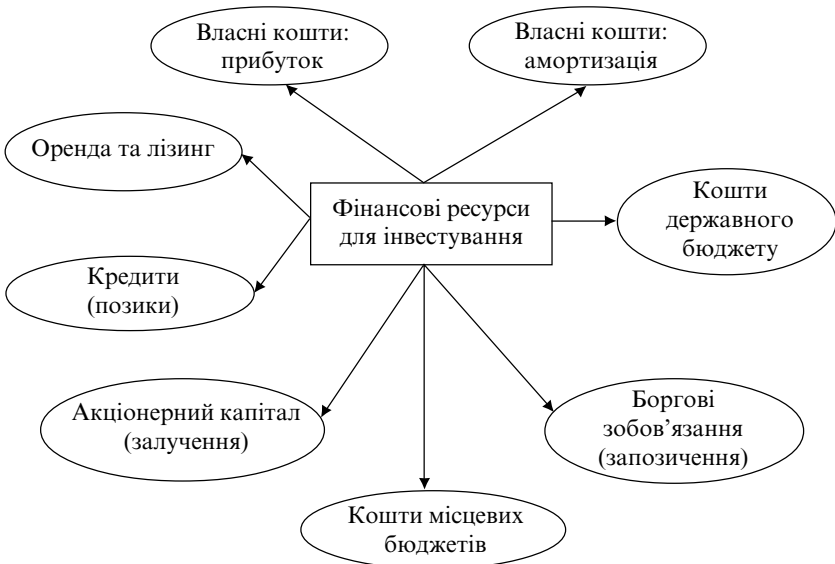 Власні кошти:
прибуток
Власні кошти:
амортизація
Оренда та лізинг
Фінансові ресурси
для інвестування
Кошти
державного
бюджету
Кредити
(позики)
Акціонерний капітал
(залучення)
Боргові
зобов’язання
(запозичення)
Кошти місцевих
бюджетів